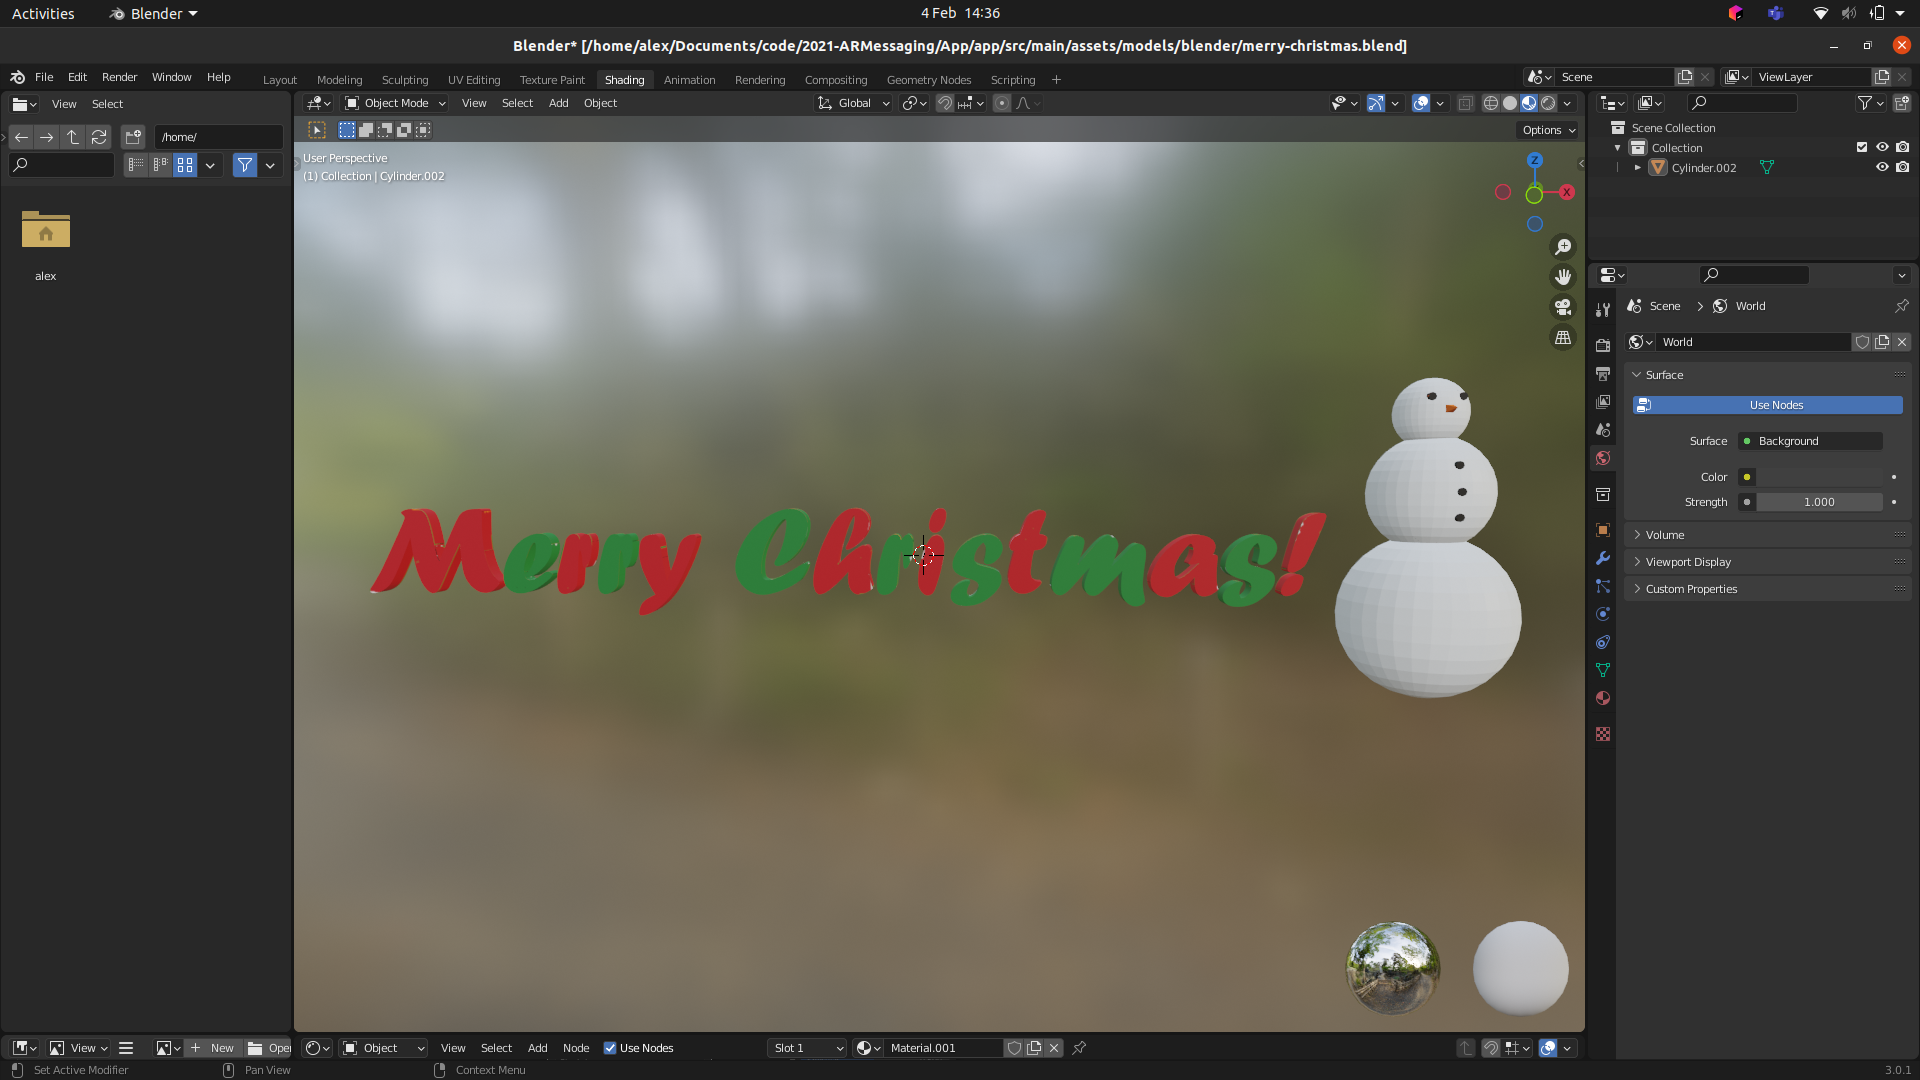 Activities Blender 4 Feb 14:36
Blender* [/home/alex/Documents/code/2021-ARMessaging/App/app/src/main/assets/models/blender/merry-christmas.blend]
File Edit Render Window Help Layout Modeling Sculpting UV Editing Texture Paint Shading Animation Rendering Compositing Geometry Nodes Scripting + Scene ViewLayer
View Select Object Mode View Select Add Object Global
/home/ Options
User Perspective
(1) Collection | Cylinder.002
Z
X
alex
Scene Collection
Collection
Cylinder.002
Scene World
World
Surface
Use Nodes
Surface Background
Color
Strength 1.000
Volume
Viewport Display
Custom Properties
Merry Christmas!
View New Open Object View Select Add Node Use Nodes Slot 1 Material.001
Set Active Modifier Pan View Context Menu 3.0.1